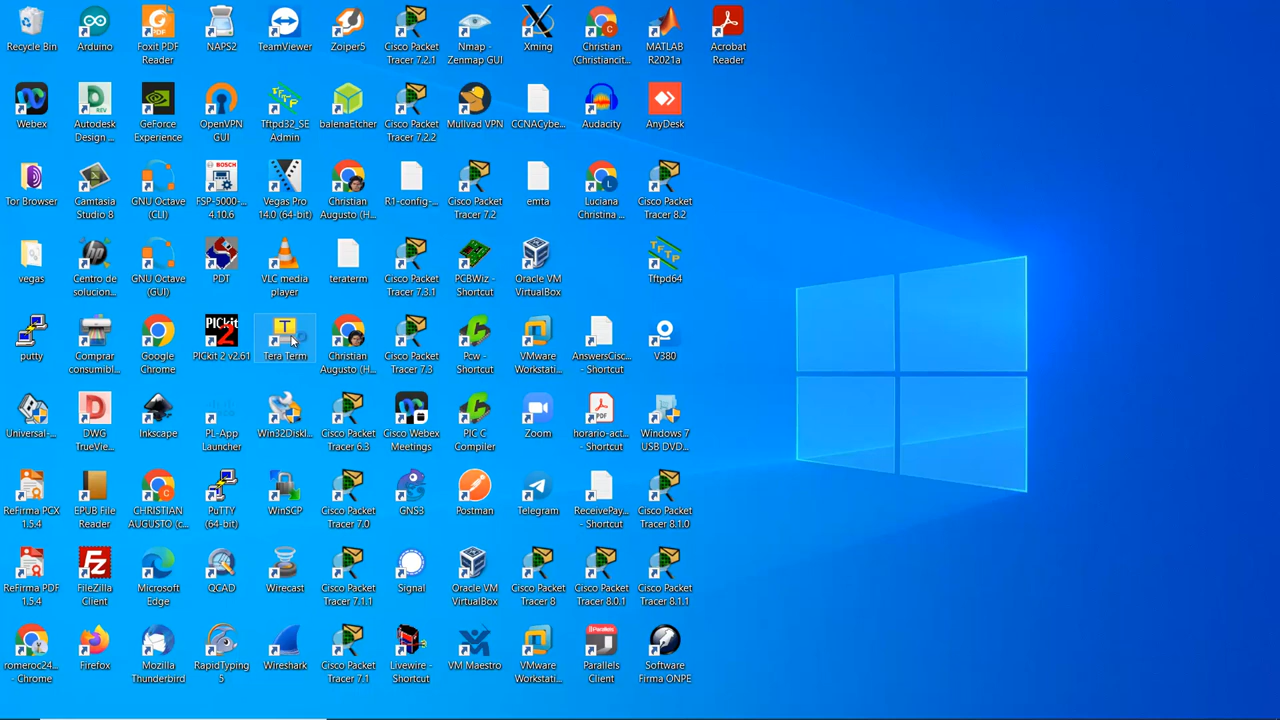 Recycle Bin
Arduino
Foxit PDF
Reader
NAPS2
TeamViewer
Zoiper5
Cisco Packet
Tracer 7.2.1
Nmap -
Zenmap GUI
Xming
Christian
(Christiancit...
MATLAB
R2021a
Acrobat
Reader
Webex
Autodesk
Design ...
GeForce
Experience
OpenVPN
GUI
Tftpd32_SE
Admin
balenaEtcher
Cisco Packet
Tracer 7.2.2
Mullvad VPN
CCNACybe...
Audacity
AnyDesk
Tor Browser
Camtasia
Studio 8
GNU Octave
(CLI)
BOSCH
FSP-5000-...
4.10.6
Vegas Pro
14.0 (64-bit)
Christian
Augusto (H...
R1-config-...
Cisco Packet
Tracer 7.2
emta
Luciana
Christina ...
Cisco Packet
Tracer 8.2
vegas
Centro de
solucion...
GNU Octave
(GUI)
PDT
VLC media
player
teraterm
Cisco Packet
Tracer 7.3.1
PCBWiz -
Shortcut
Oracle VM
VirtualBox
Tftpd64
putty
Comprar
consumibl...
Google
Chrome
PICkit
2
PICkit 2 v2.61
T
Tera Term
Christian
Augusto (H...
Cisco Packet
Tracer 7.3
Pcw -
Shortcut
VMware
Workstati...
AnswersCisc...
- Shortcut
V380
Universal-...
DWG
TrueVie...
Inkscape
PL-App
Launcher
Win32DiskI...
Cisco Packet
Tracer 6.3
Cisco Webex
Meetings
PIC C
Compiler
Zoom
PDF
horario-act...
- Shortcut
Windows 7
USB DVD...
ReFirma PCX
1.5.4
EPUB File
Reader
CHRISTIAN
AUGUSTO (c...
PuTTY
(64-bit)
WinSCP
Cisco Packet
Tracer 7.0
GNS3
Postman
Telegram
ReceivePay...
- Shortcut
Cisco Packet
Tracer 8.1.0
ReFirma PDF
1.5.4
FileZilla
Client
Microsoft
Edge
QCAD
Wirecast
Cisco Packet
Tracer 7.1.1
Signal
Oracle VM
VirtualBox
Cisco Packet
Tracer 8
Cisco Packet
Tracer 8.0.1
Cisco Packet
Tracer 8.1.1
romeroc24...
- Chrome
Firefox
Mozilla
Thunderbird
RapidTyping
5
Wireshark
Cisco Packet
Tracer 7.1
Livewire -
Shortcut
VM Maestro
VMware
Workstati...
Parallels
Client
Software
Firma ONPE